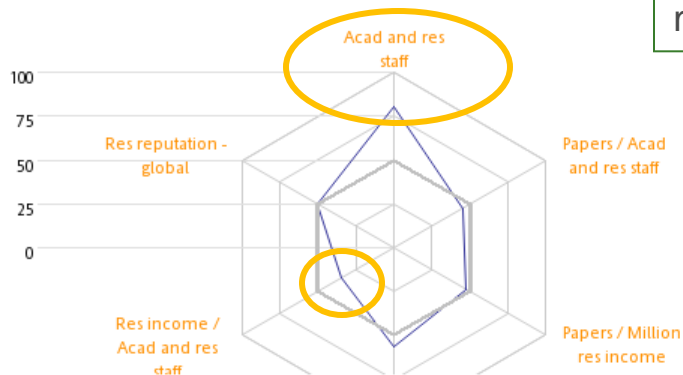 Acad and res
staff
100
75
50
25
0
Res reputation -
global
Papers / Acad
and res staff
Res income /
Acad and res
staff
Papers / Million
res income